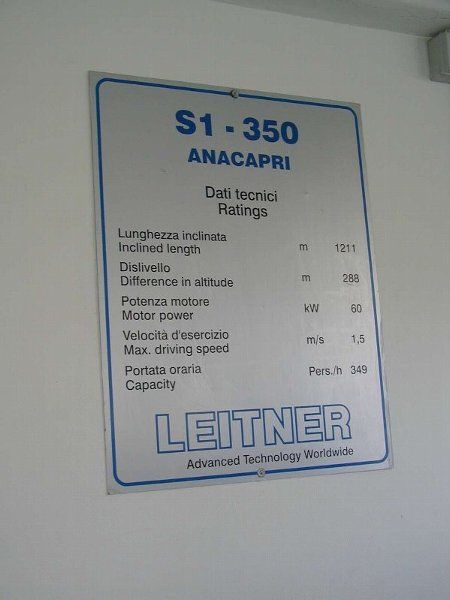 S1 - 350
ANACAPRI
Dati tecnici
Ratings
Lunghezza inclinata
Inclined length m 1211
Dislivello
Difference in altitude m 288
Potenza motore
Motor power kW 60
Velocità d'esercizio
Max. driving speed m/s 1,5
Portata oraria
Capacity Pers./h 349
LEITNER
Advanced Technology Worldwide